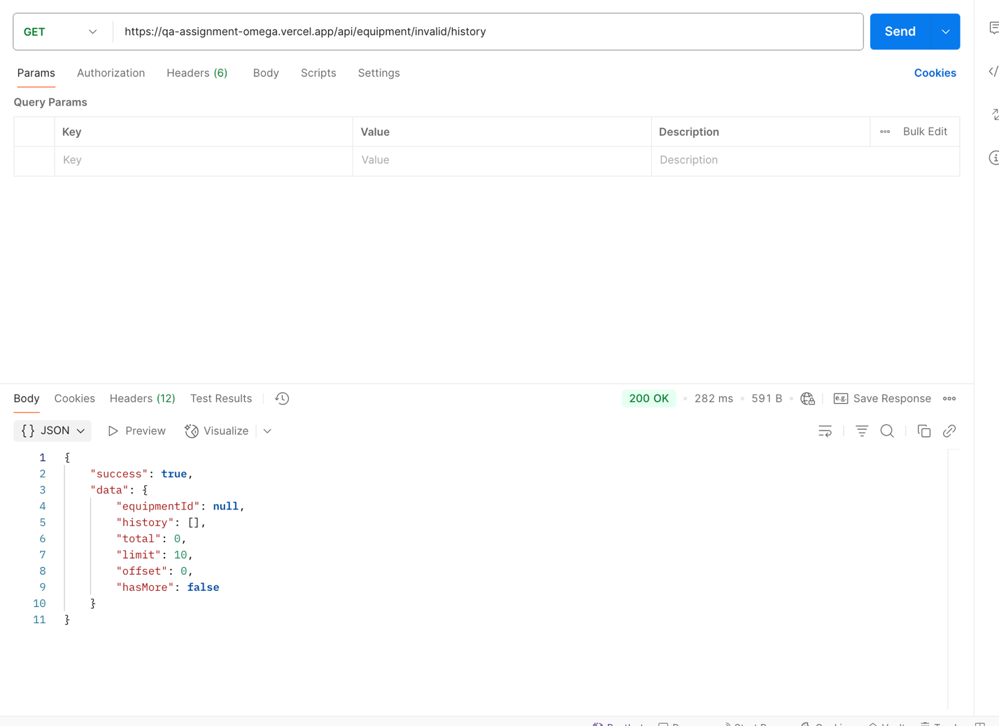 GET https://qa-assignment-omega.vercel.app/api/equipment/invalid/history Send
Params Authorization Headers (6) Body Scripts Settings Cookies
Query Params
Key Value Description Bulk Edit
Key Value Description
Body Cookies Headers (12) Test Results 200 OK 282 ms 591 B e.g. Save Response
{} JSON Preview Visualize
1 {
2 "success": true,
3 "data": {
4 "equipmentId": null,
5 "history": [],
6 "total": 0,
7 "limit": 10,
8 "offset": 0,
9 "hasMore": false
10 }
11 }